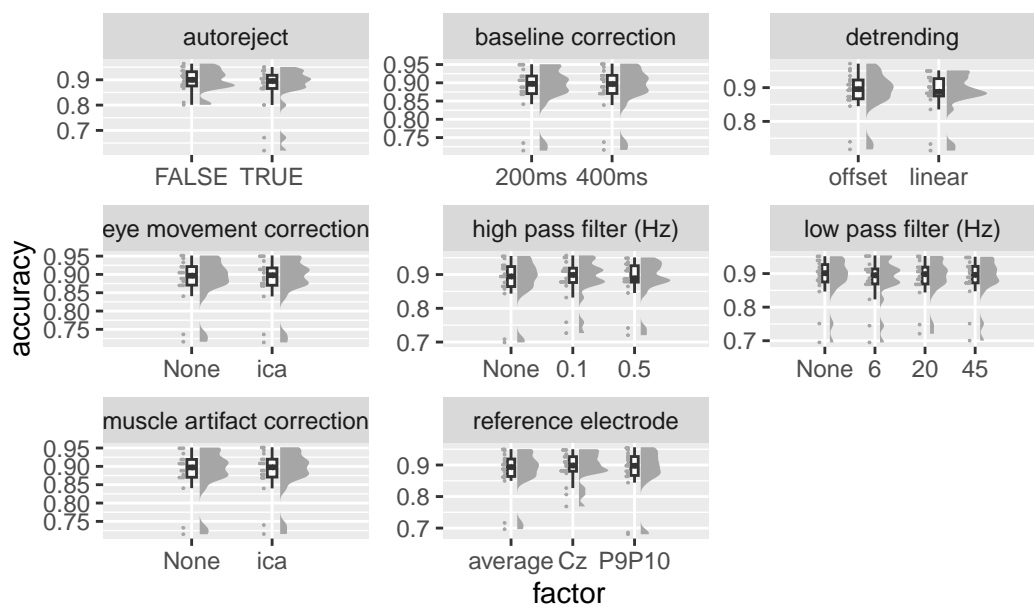 autoreject
0.9
0.8
0.7
FALSE TRUE
baseline correction
0.95
0.90
0.85
0.80
0.75
200ms 400ms
detrending
0.9
0.8
offset linear
eye movement correction
0.95
0.90
0.85
0.80
0.75
None ica
high pass filter (Hz)
0.9
0.8
0.7
None 0.1 0.5
low pass filter (Hz)
0.9
0.8
0.7
None 6 20 45
muscle artifact correction
0.95
0.90
0.85
0.80
0.75
None ica
reference electrode
0.9
0.8
0.7
average Cz P9P10
accuracy
factor